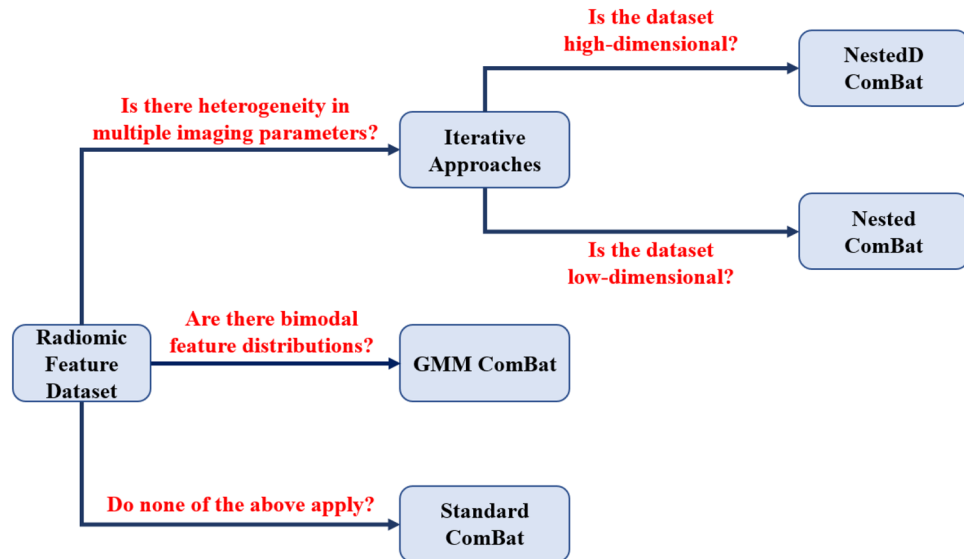 Is the dataset
high-dimensional?
NestedD
ComBat
Is there heterogeneity in
multiple imaging parameters?
Iterative
Approaches
Nested
ComBat
Is the dataset
low-dimensional?
Are there bimodal
feature distributions?
Radiomic
Feature
Dataset
GMM ComBat
Do none of the above apply?
Standard
ComBat